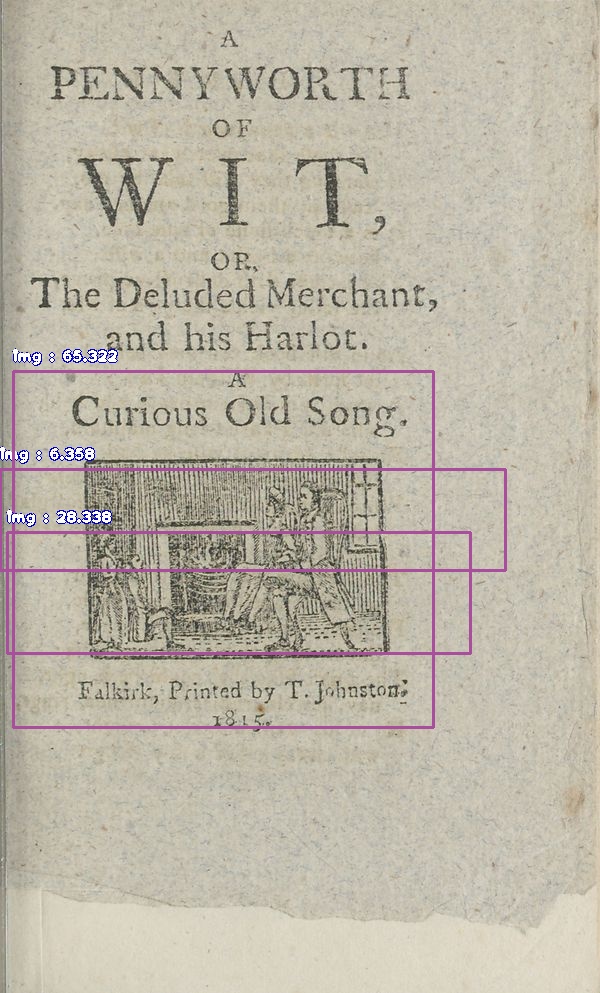 A
PENNYWORTH
OF
WIT,
OR,
The Deluded Merchant,
and his Harlot.
Img : 65.322
A
Curious Old Song.
Img : 6.358
Img : 28.338
Falkirk, Printed by T. Johnston;
1815.